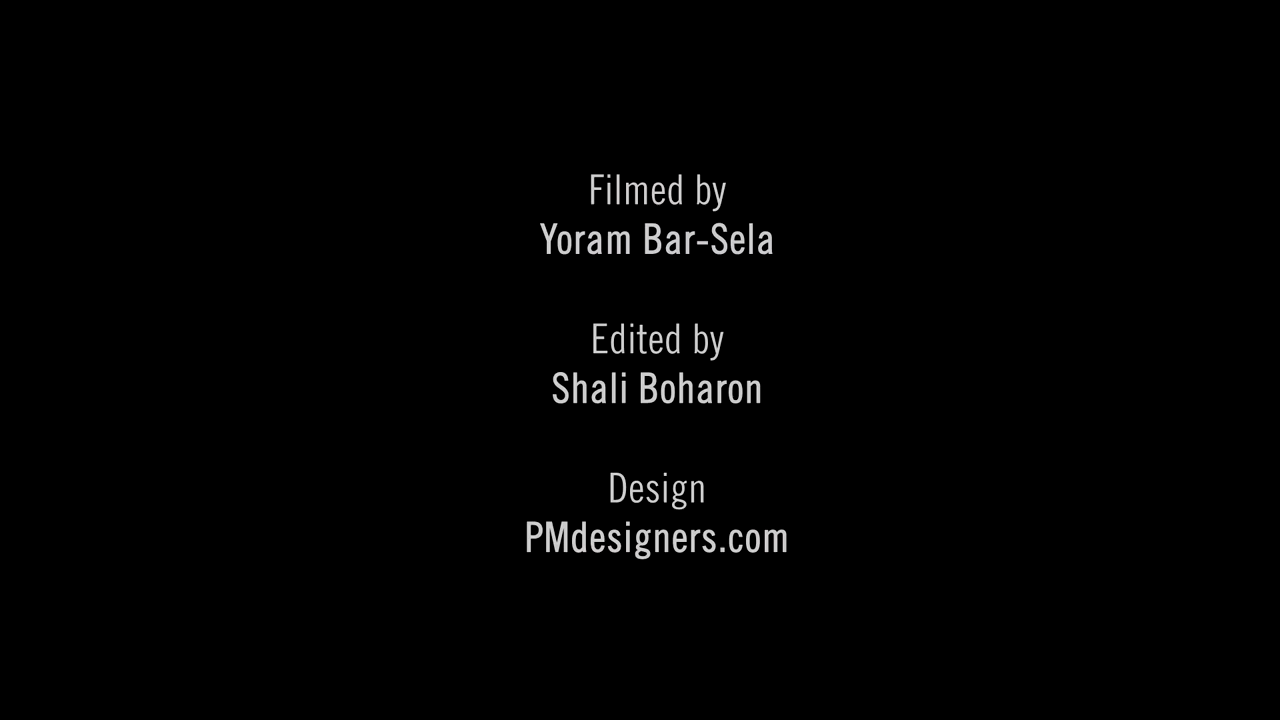 Filmed by
Yoram Bar-Sela
Edited by
Shali Boharon
Design
PMdesigners.com